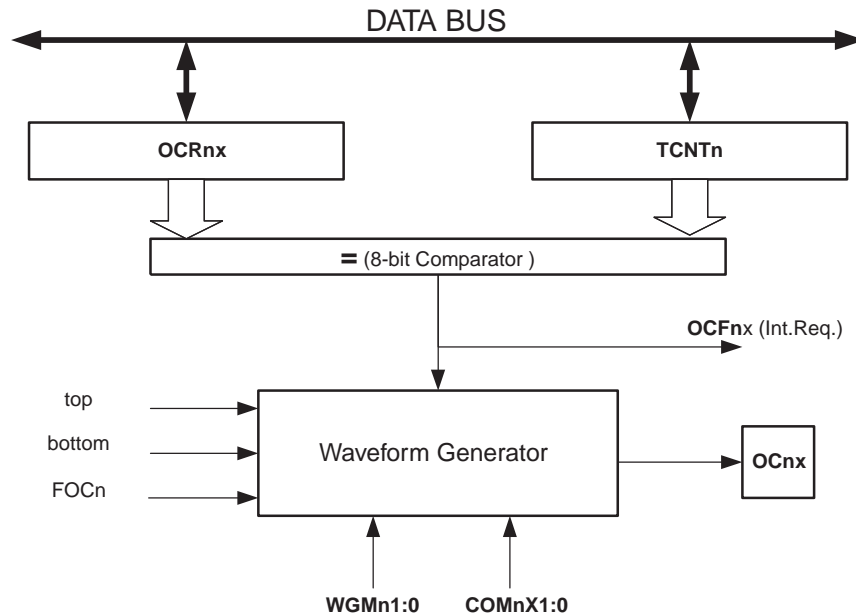 DATA BUS
OCRnx
TCNTn
= (8-bit Comparator )
OCFnx (Int.Req.)
top
bottom
FOCn
Waveform Generator
OCnx
WGMn1:0
COMnX1:0